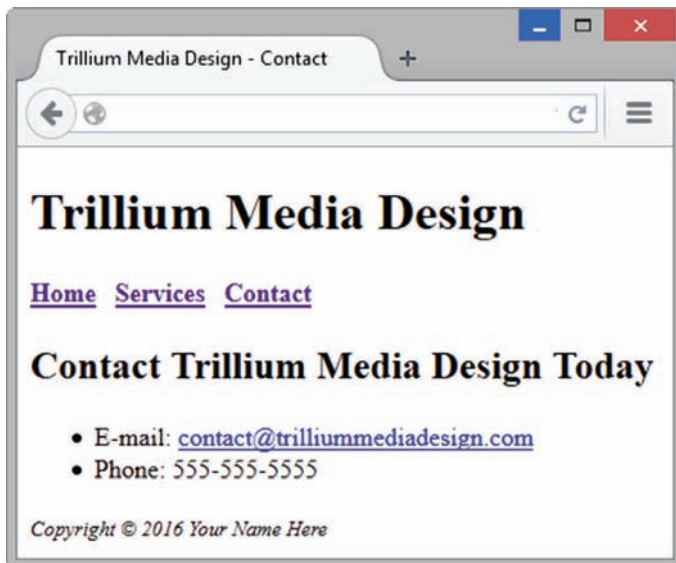 Trillium Media Design - Contact
Trillium Media Design
Home Services Contact
Contact Trillium Media Design Today
• E-mail: contact@trilliummediadesign.com
• Phone: 555-555-5555
Copyright © 2016 Your Name Here